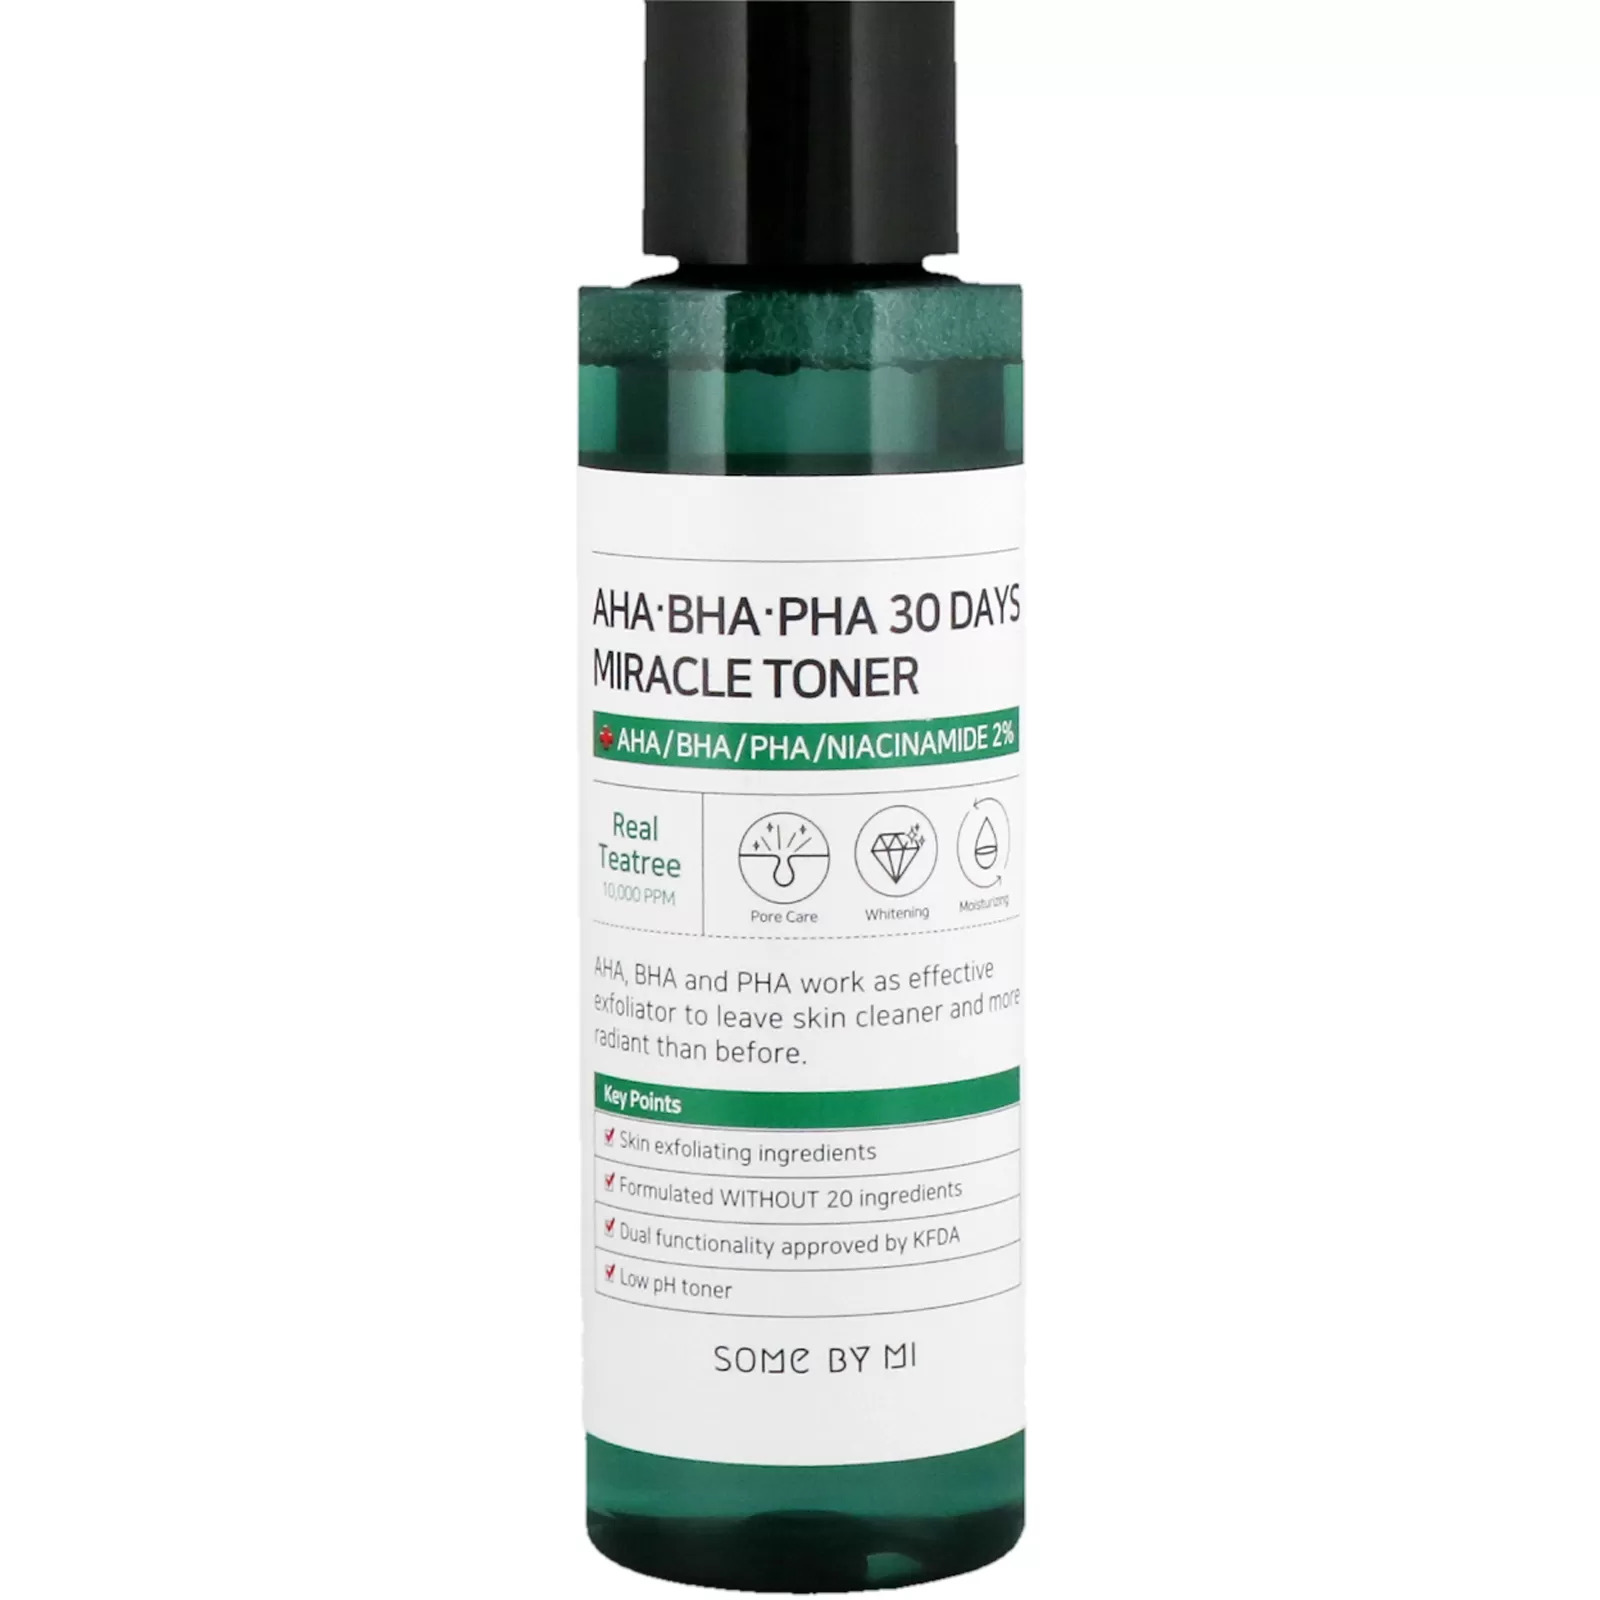 AHA·BHA·PHA 30 DAYS
MIRACLE TONER
AHA/BHA/PHA/NIACINAMIDE 2%
Real
Teatree
10,000 PPM
Pore Care
Whitening
Moisturizing
AHA, BHA and PHA work as effective
exfoliator to leave skin cleaner and more
radiant than before.
Key Points
Skin exfoliating ingredients
Formulated WITHOUT 20 ingredients
Dual functionality approved by KFDA
Low pH toner
SOME BY MI